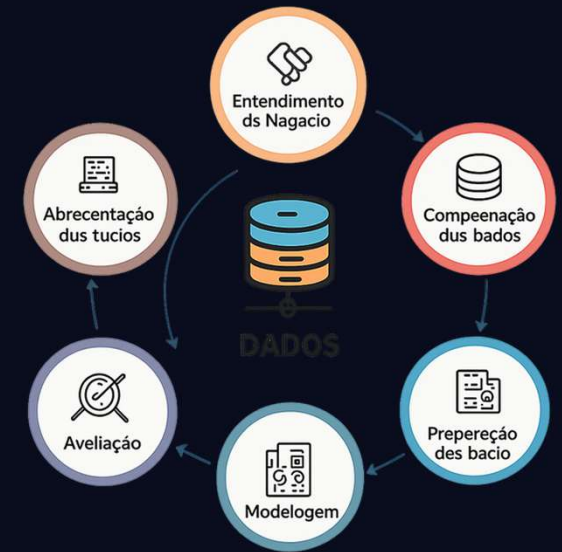 Entendimento
ds Nagacio
Compeenação
dus bados
Prepereção
des bacio
Modelogem
Aveliação
Abrecentação
dus tucios
DADOS